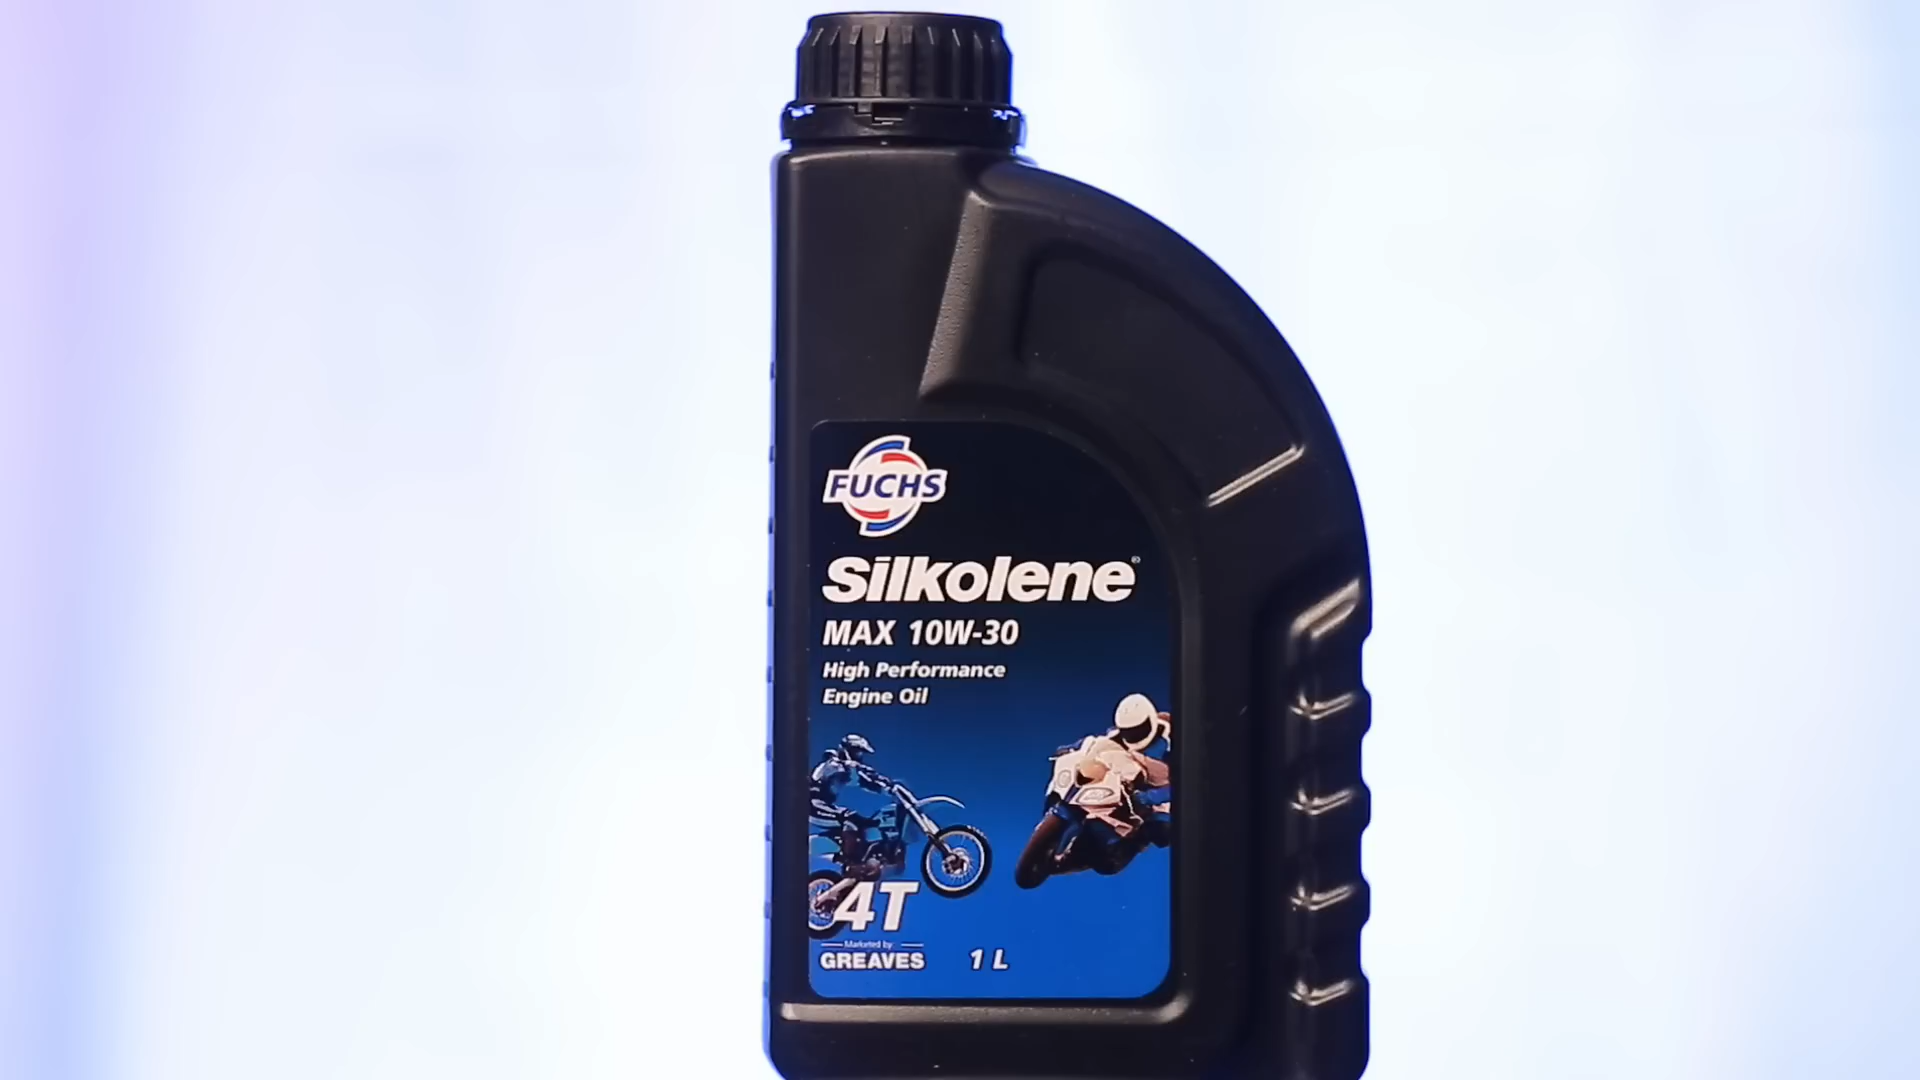 FUCHS
Silkolene®
MAX 10W-30
High Performance
Engine Oil
4T
Marketed by:
GREAVES 1 L